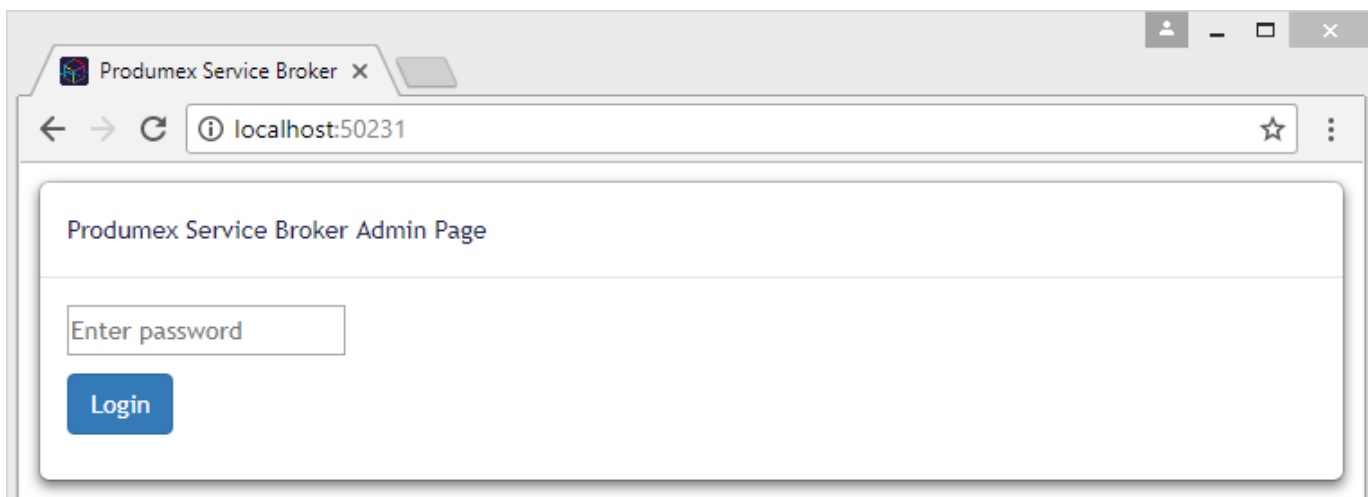 Produmex Service Broker
localhost:50231
Produmex Service Broker Admin Page
Enter password
Login